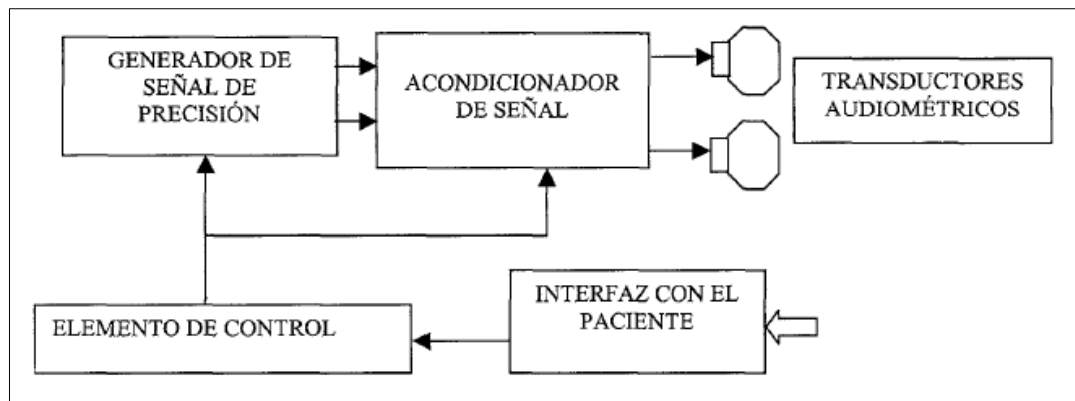 GENERADOR DE
SEÑAL DE
PRECISIÓN
ACONDICIONADOR
DE SEÑAL
TRANSDUCTORES
AUDIOMÉTRICOS
ELEMENTO DE CONTROL
INTERFAZ CON EL
PACIENTE